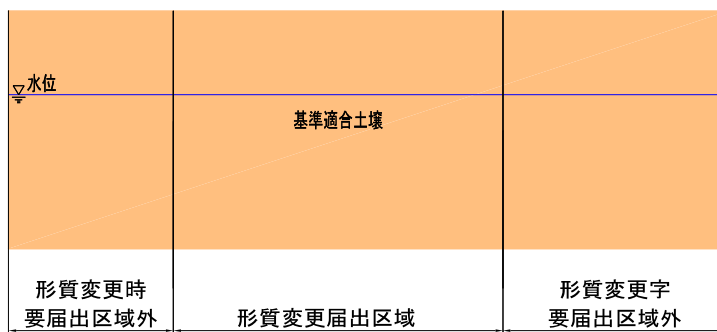 水位
基準適合土壌
形質変更時
要届出区域外
形質変更届出区域
形質変更字
要届出区域外